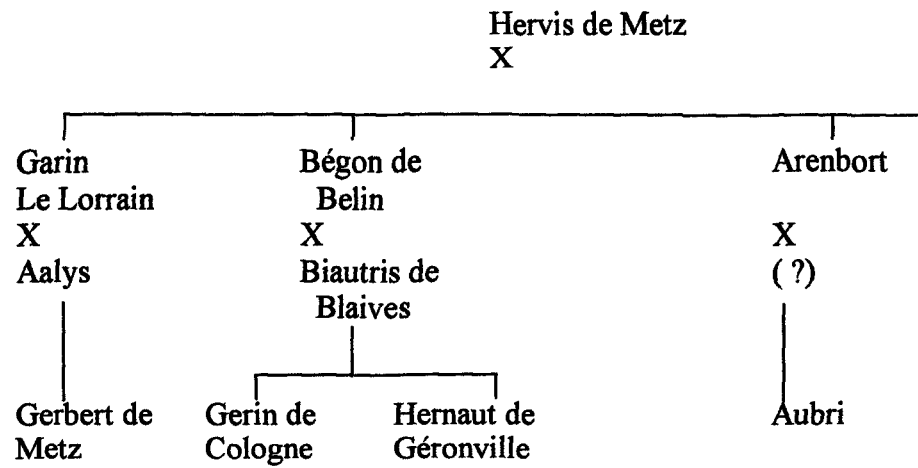 Hervis de Metz
X
Garin
Le Lorrain
X
Aalys
Bégon de
Belin
X
Biautris de
Blaives
Arenbort
X
( ?)
Gerbert de
Metz
Gerin de
Cologne
Hernaut de
Géronville
Aubri